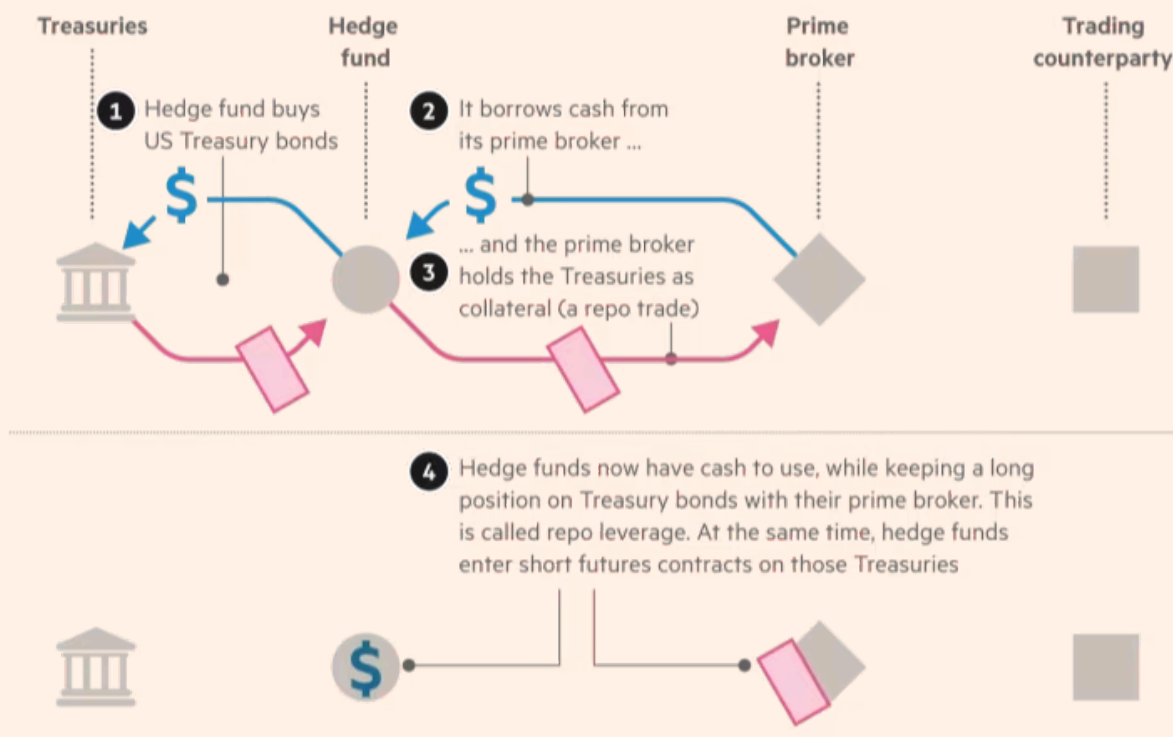 Treasuries
Hedge
fund
Prime
broker
Trading
counterparty
1
Hedge fund buys
US Treasury bonds
2
It borrows cash from
its prime broker ...
$
$
3
... and the prime broker
holds the Treasuries as
collateral (a repo trade)
4
Hedge funds now have cash to use, while keeping a long
position on Treasury bonds with their prime broker. This
is called repo leverage. At the same time, hedge funds
enter short futures contracts on those Treasuries
$